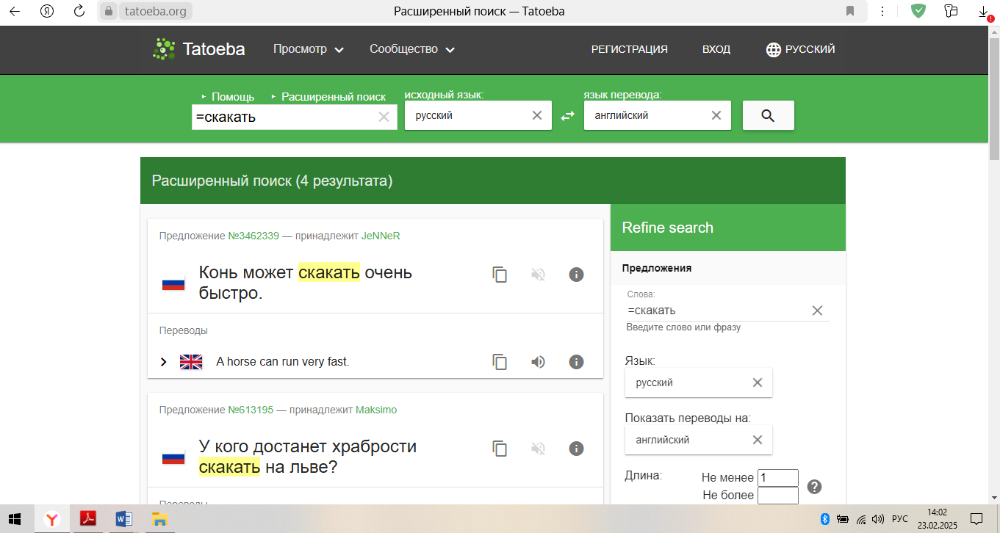 tatoeba.org
Расширенный поиск — Tatoeba
Tatoeba
Просмотр
Сообщество
РЕГИСТРАЦИЯ
ВХОД
РУССКИЙ
Помощь
Расширенный поиск
исходный язык:
язык перевода:
=скакать
русский
английский
Расширенный поиск (4 результата)
Предложение №3462339 — принадлежит JeNNeR
Конь может скакать очень
быстро.
Переводы
A horse can run very fast.
Предложение №613195 — принадлежит Maksimo
У кого достанет храбрости
скакать на льве?
Переводы
Refine search
Предложения
Слова:
=скакать
Введите слово или фразу
Язык:
русский
Показать переводы на:
английский
Длина:
Не менее 1
Не более
РУС
14:02
23.02.2025